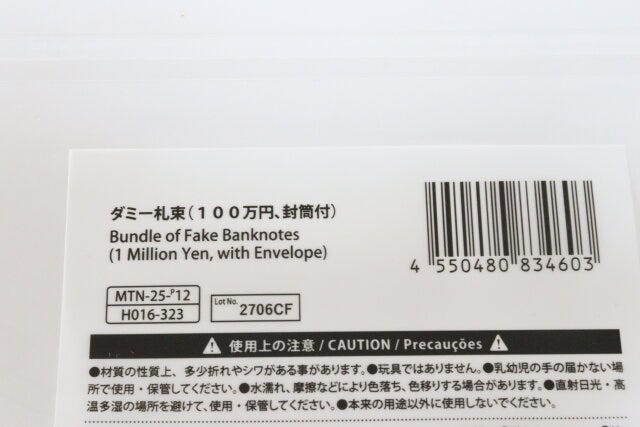 ダミー札束(１００万円、封筒付)
Bundle of Fake Banknotes
(1 Million Yen, with Envelope)
4 550480 834603
MTN-25-P12
H016-323
Lot No. 2706CF
使用上の注意 / CAUTION / Precauções
●材質の性質上、多少折れやシワがある事があります。●玩具ではありません。●乳幼児の手の届かない場
所で使用・保管してください。●水濡れ、摩擦などにより色落ち、色移りする場合があります。●直射日光・高
温多湿の場所を避けて、使用・保管してください。●本来の用途以外に使用しないでください。